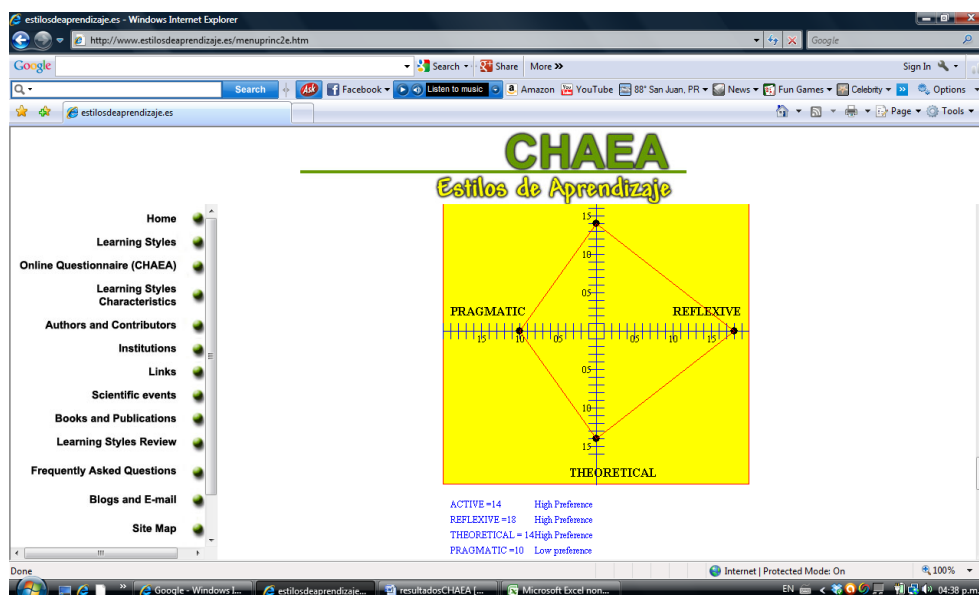 estilosdeaprendizaje.es - Windows Internet Explorer
http://www.estilosdeaprendizaje.es/menuprinc2e.htm
Google
Google Search Share More »
Sign In
Search Ask Facebook Listen to music Amazon YouTube 88° San Juan, PR News Fun Games Celebrity Options
estilosdeaprendizaje.es
Page Tools
CHAEA
Estilos de Aprendizaje
Home
Learning Styles
Online Questionnaire (CHAEA)
Learning Styles
Characteristics
Authors and Contributors
Institutions
Links
Scientific events
Books and Publications
Learning Styles Review
Frequently Asked Questions
Blogs and E-mail
Site Map
15
10
05
PRAGMATIC REFLEXIVE
15 10 05 05 10 15
05
10
15
THEORETICAL
ACTIVE =14 High Preference
REFLEXIVE =18 High Preference
THEORETICAL = 14High Preference
PRAGMATIC =10 Low preference
Done
Internet | Protected Mode: On
100%
Google - Windows I...
estilosdeaprendizaje...
resultadosCHAEA [...
Microsoft Excel non...
EN
04:38 p.m.